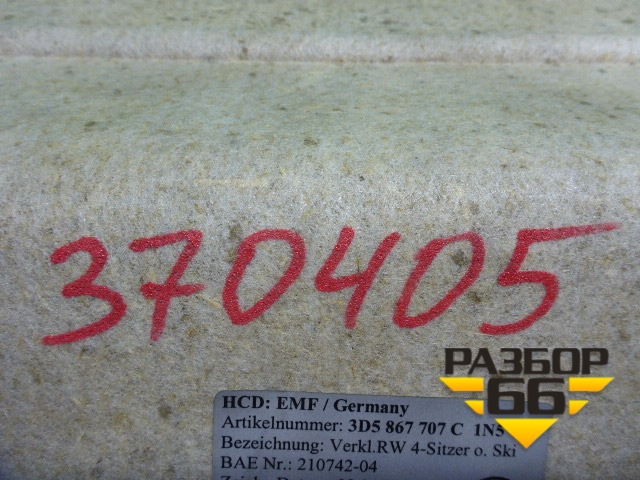 370405
РАЗБОР
66
HCD: EMF / Germany
Artikelnummer: 3D5 867 707 C 1N5
Bezeichnung: Verkl.RW 4-Sitzer o. Ski
BAE Nr.: 210742-04